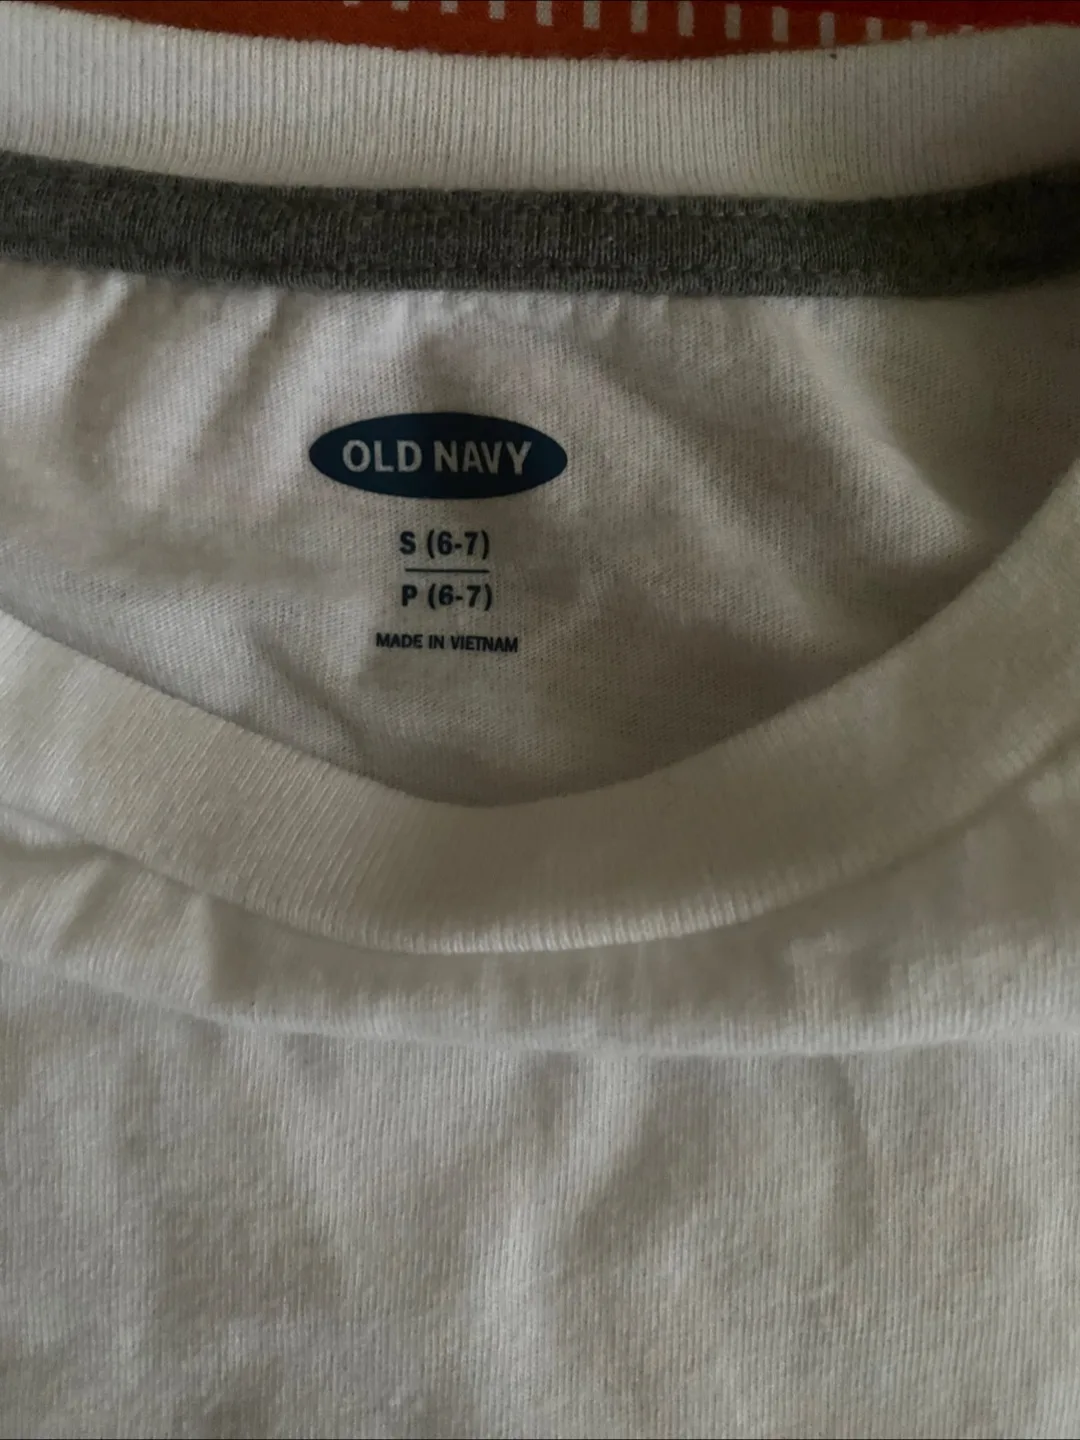 OLD NAVY
S (6-7)
P (6-7)
MADE IN VIETNAM